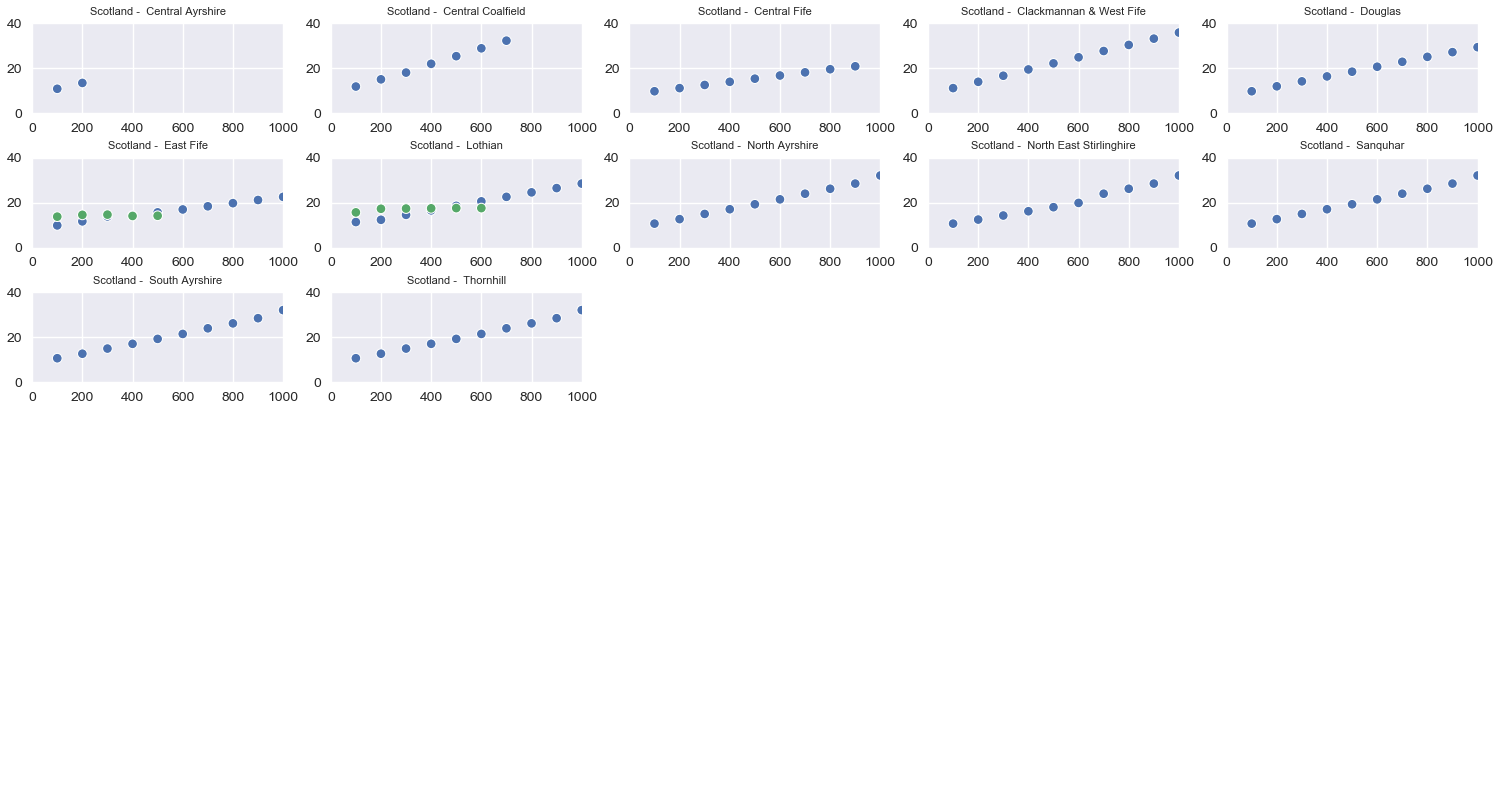 Scotland - Central Ayrshire Scotland - Central Coalfield Scotland - Central Fife Scotland - Clackmannan & West Fife Scotland - Douglas
40 40 40 40 40
20 20 20 20 20
0 0 0 0 0
0 200 400 600 800 1000 0 200 400 600 800 1000 0 200 400 600 800 1000 0 200 400 600 800 1000 0 200 400 600 800 1000
Scotland - East Fife Scotland - Lothian Scotland - North Ayrshire Scotland - North East Stirlinghire Scotland - Sanquhar
40 40 40 40 40
20 20 20 20 20
0 0 0 0 0
0 200 400 600 800 1000 0 200 400 600 800 1000 0 200 400 600 800 1000 0 200 400 600 800 1000 0 200 400 600 800 1000
Scotland - South Ayrshire Scotland - Thornhill
40 40
20 20
0 0
0 200 400 600 800 1000 0 200 400 600 800 1000